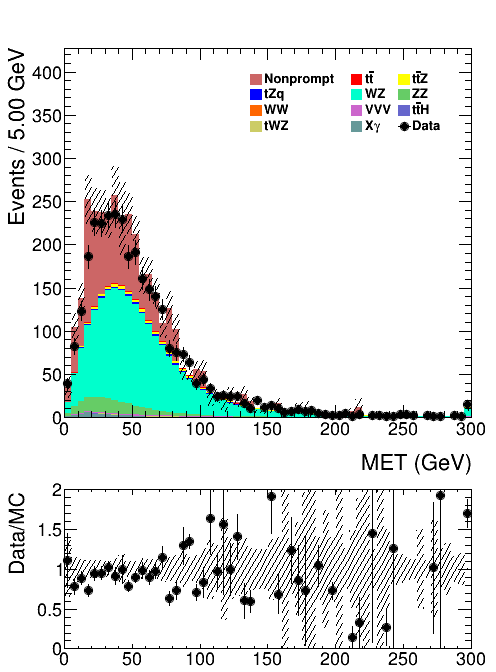 Events / 5.00 GeV
400
350
300
250
200
150
100
50
0
Nonprompt tt̄ tt̄Z
tZq WZ ZZ
WW VVV tt̄H
tWZ Xγ Data
0 50 100 150 200 250 300
MET (GeV)
Data/MC
2
1.5
1
0.5
0
0 50 100 150 200 250 300